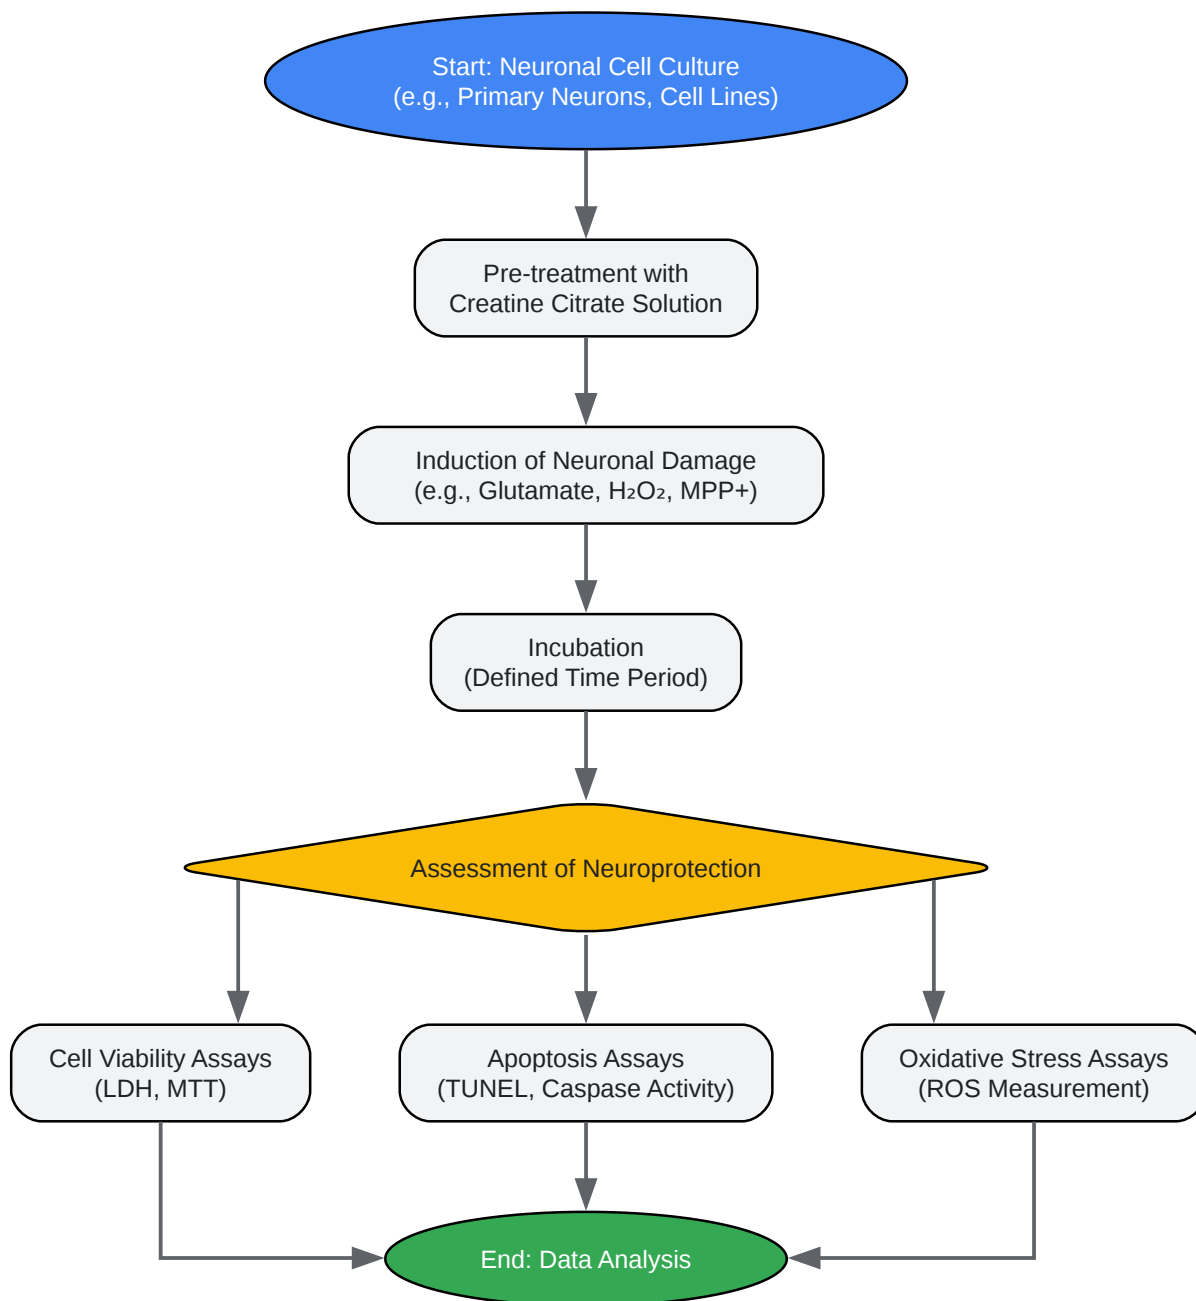 Start: Neuronal Cell Culture
(e.g., Primary Neurons, Cell Lines)
Pre-treatment with
Creatine Citrate Solution
Induction of Neuronal Damage
(e.g., Glutamate, H₂O₂, MPP+)
Incubation
(Defined Time Period)
Assessment of Neuroprotection
Cell Viability Assays
(LDH, MTT)
Apoptosis Assays
(TUNEL, Caspase Activity)
Oxidative Stress Assays
(ROS Measurement)
End: Data Analysis